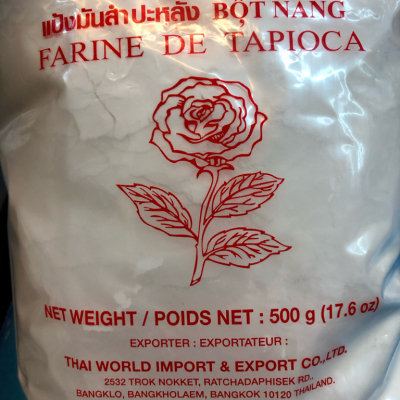 แป้งมันสำปะหลัง BỘT NĂNG
FARINE DE TAPIOCA
NET WEIGHT / POIDS NET : 500 g (17.6 oz)
EXPORTER : EXPORTATEUR :
THAI WORLD IMPORT & EXPORT CO.,LTD.
2532 TROK NOKKET, RATCHADAPHISEK RD.,
BANGKLO, BANGKHOLAEM, BANGKOK 10120 THAILAND.